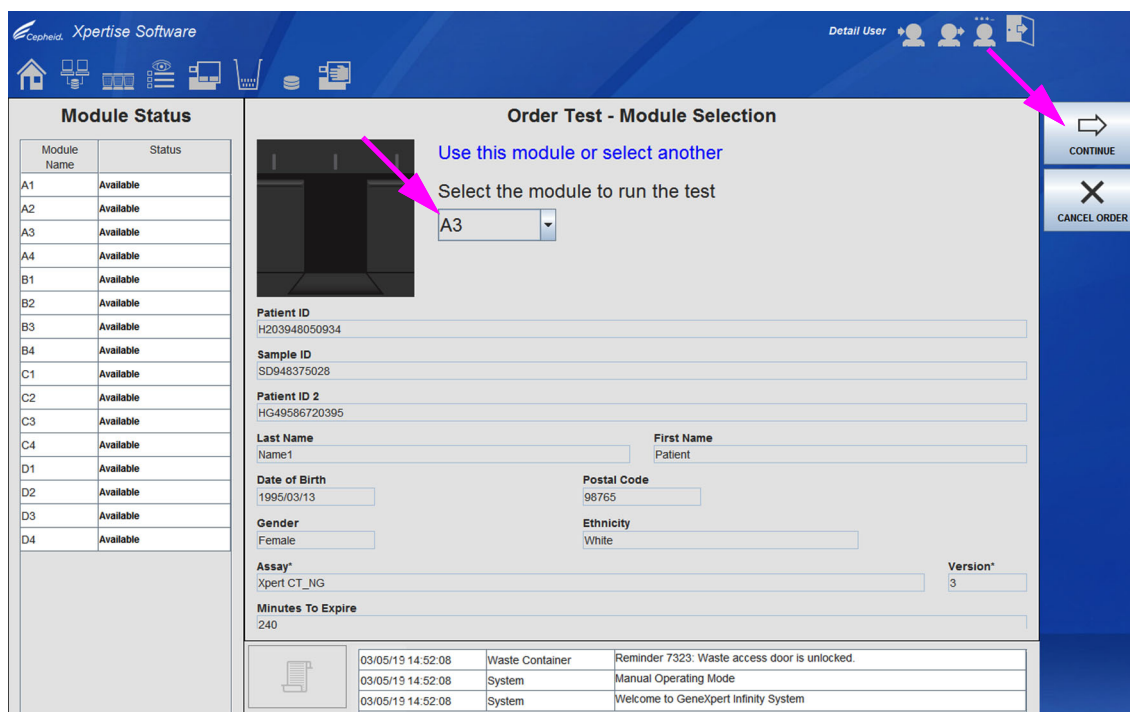 Cepheid. Xpertise Software
Detail User
Module Status
Module Name Status
A1 Available
A2 Available
A3 Available
A4 Available
B1 Available
B2 Available
B3 Available
B4 Available
C1 Available
C2 Available
C3 Available
C4 Available
D1 Available
D2 Available
D3 Available
D4 Available
Order Test - Module Selection
Use this module or select another
Select the module to run the test
A3
Patient ID
H203948050934
Sample ID
SD948375028
Patient ID 2
HG49586720395
Last Name First Name
Name1 Patient
Date of Birth Postal Code
1995/03/13 98765
Gender Ethnicity
Female White
Assay* Version*
Xpert CT_NG 3
Minutes To Expire
240
03/05/19 14:52:08 Waste Container Reminder 7323: Waste access door is unlocked.
03/05/19 14:52:08 System Manual Operating Mode
03/05/19 14:52:08 System Welcome to GeneXpert Infinity System
CONTINUE
CANCEL ORDER